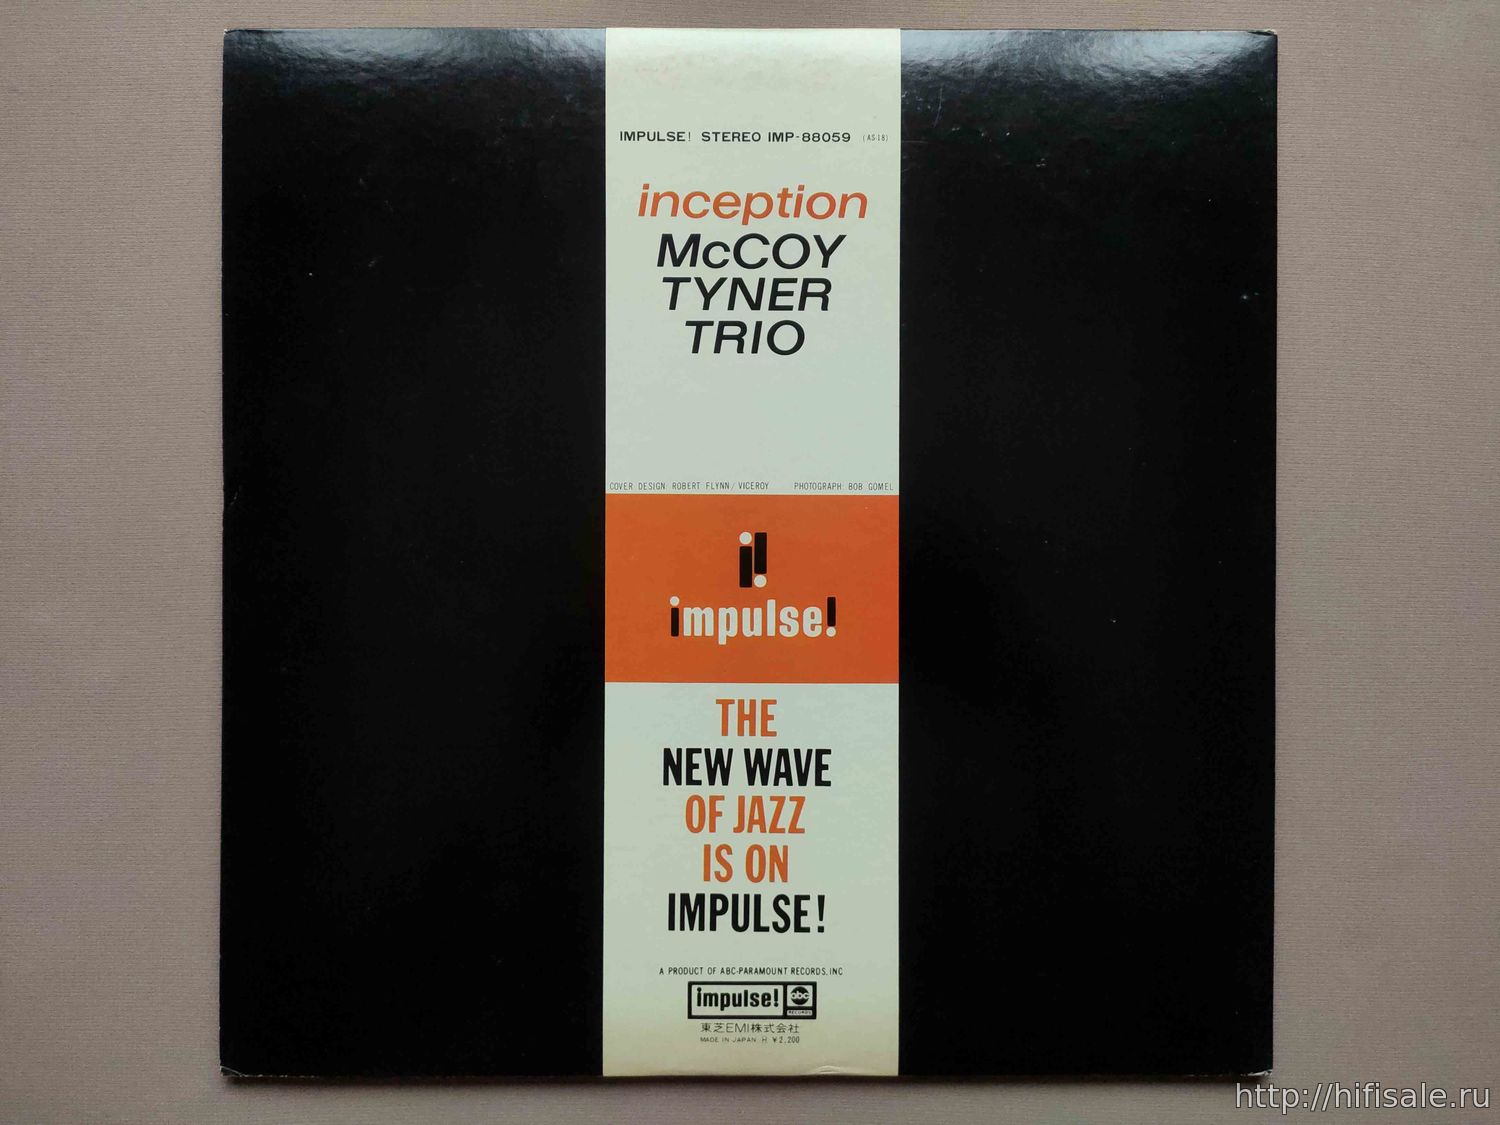 IMPULSE! STEREO IMP-88059 (AS-18)
inception
McCOY
TYNER
TRIO
COVER DESIGN: ROBERT FLYNN/VICEROY PHOTOGRAPH: BOB GOMEL
impulse!
THE
NEW WAVE
OF JAZZ
IS ON
IMPULSE!
A PRODUCT OF ABC-PARAMOUNT RECORDS, INC
impulse! abc RECORDS
東芝EMI株式会社
MADE IN JAPAN H ¥2,200
http://hifisale.ru